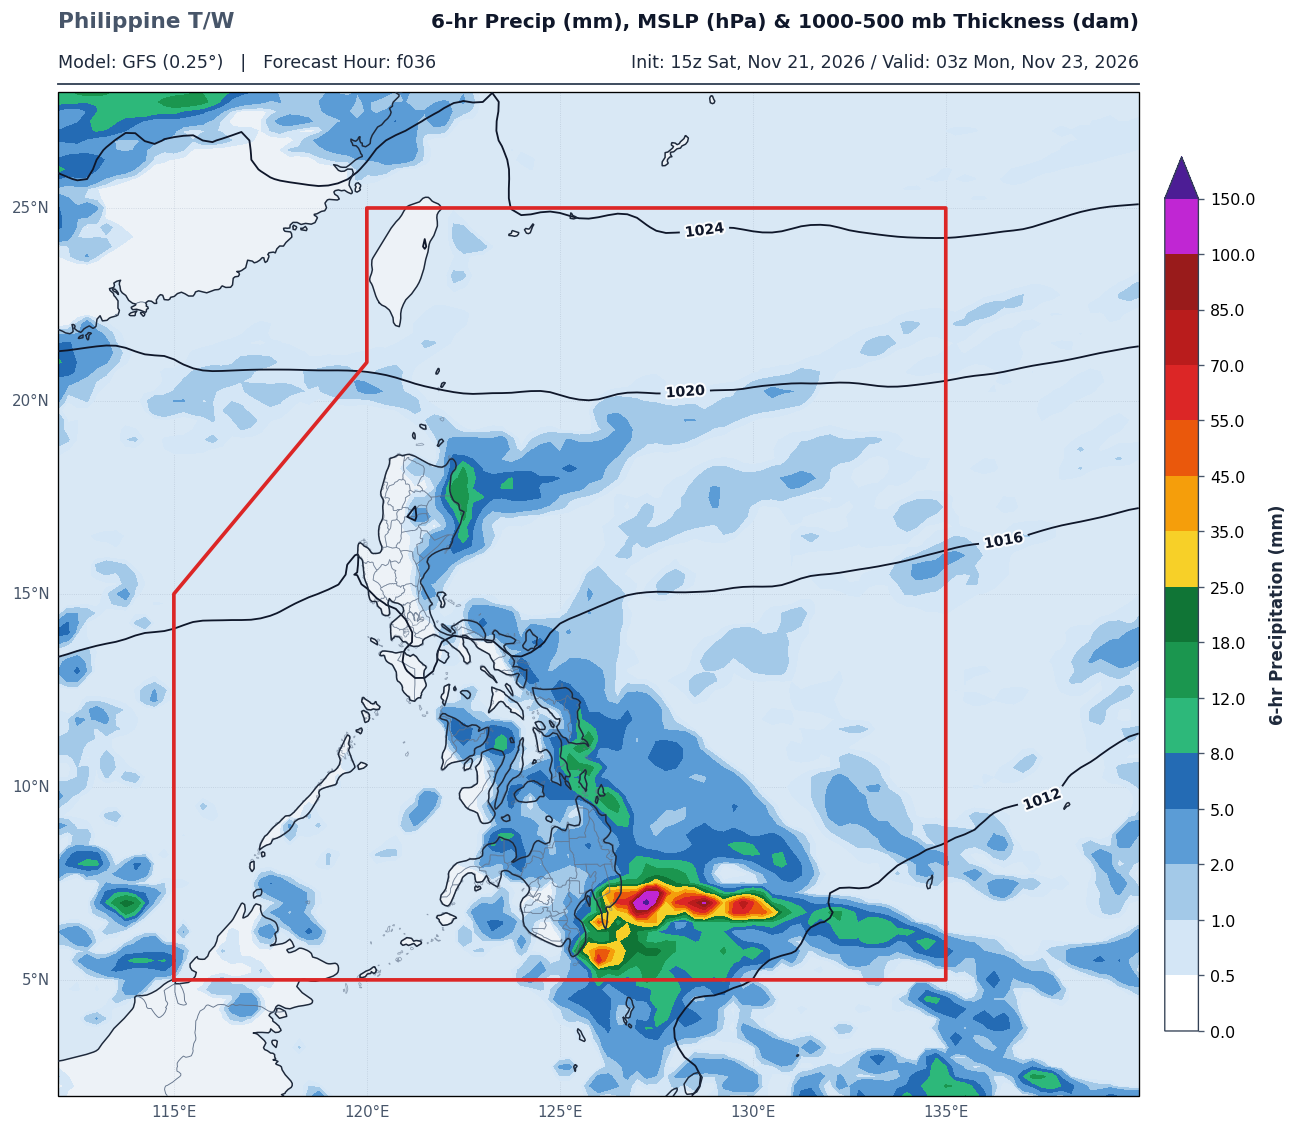 Philippine T/W
6-hr Precip (mm), MSLP (hPa) & 1000-500 mb Thickness (dam)
Model: GFS (0.25°) | Forecast Hour: f036
Init: 15z Sat, Nov 21, 2026 / Valid: 03z Mon, Nov 23, 2026
25°N
20°N
15°N
10°N
5°N
115°E
120°E
125°E
130°E
135°E
1024
1020
1016
1012
150.0
100.0
85.0
70.0
55.0
45.0
35.0
25.0
18.0
12.0
8.0
5.0
2.0
1.0
0.5
0.0
6-hr Precipitation (mm)